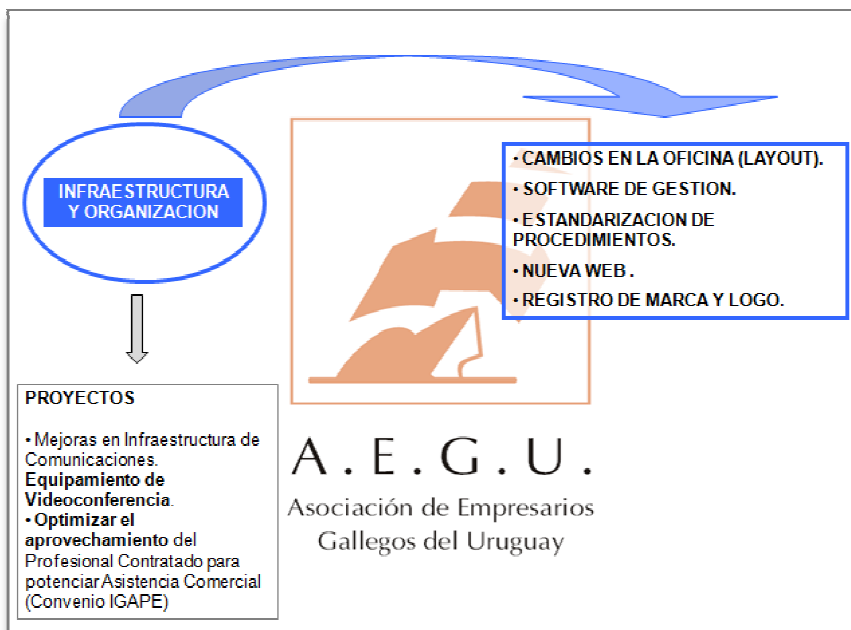 INFRAESTRUCTURA
Y ORGANIZACION
• CAMBIOS EN LA OFICINA (LAYOUT).
• SOFTWARE DE GESTION.
• ESTANDARIZACION DE
PROCEDIMIENTOS.
• NUEVA WEB .
• REGISTRO DE MARCA Y LOGO.
PROYECTOS
• Mejoras en Infraestructura de
Comunicaciones.
Equipamiento de
Videoconferencia.
• Optimizar el
aprovechamiento del
Profesional Contratado para
potenciar Asistencia Comercial
(Convenio IGAPE)
A . E . G . U .
Asociación de Empresarios
Gallegos del Uruguay